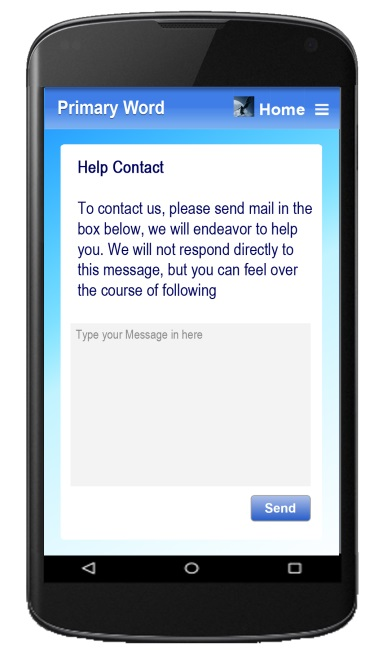 Primary Word
Home
Help Contact
To contact us, please send mail in the
box below, we will endeavor to help
you. We will not respond directly to
this message, but you can feel over
the course of following
Type your Message in here
Send